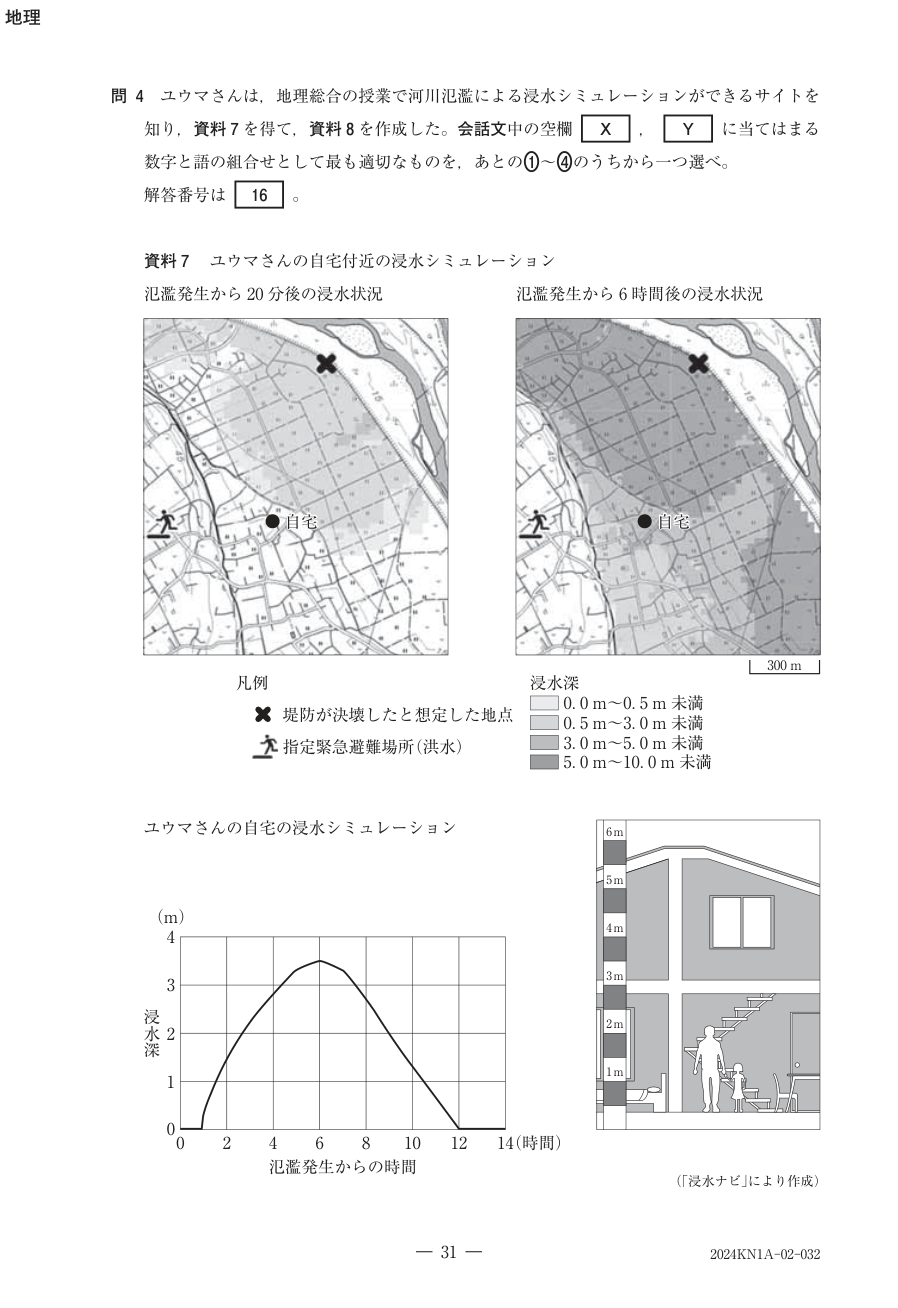 地理
問 4 ユウマさんは，地理総合の授業で河川氾濫による浸水シミュレーションができるサイトを
知り，資料7を得て，資料8を作成した。会話文中の空欄 X ， Y に当てはまる
数字と語の組合せとして最も適切なものを，あとの①～④のうちから一つ選べ。
解答番号は 16 。
資料7 ユウマさんの自宅付近の浸水シミュレーション
氾濫発生から 20 分後の浸水状況
氾濫発生から 6 時間後の浸水状況
自宅
自宅
15
300 m
凡例
堤防が決壊したと想定した地点
指定緊急避難場所（洪水）
浸水深
0.0 m～0.5 m 未満
0.5 m～3.0 m 未満
3.0 m～5.0 m 未満
5.0 m～10.0 m 未満
ユウマさんの自宅の浸水シミュレーション
（m）
4
3
2
1
0
浸水深
0 2 4 6 8 10 12 14（時間）
氾濫発生からの時間
6m
5m
4m
3m
2m
1m
（「浸水ナビ」により作成）
― 31 ―
2024KN1A-02-032